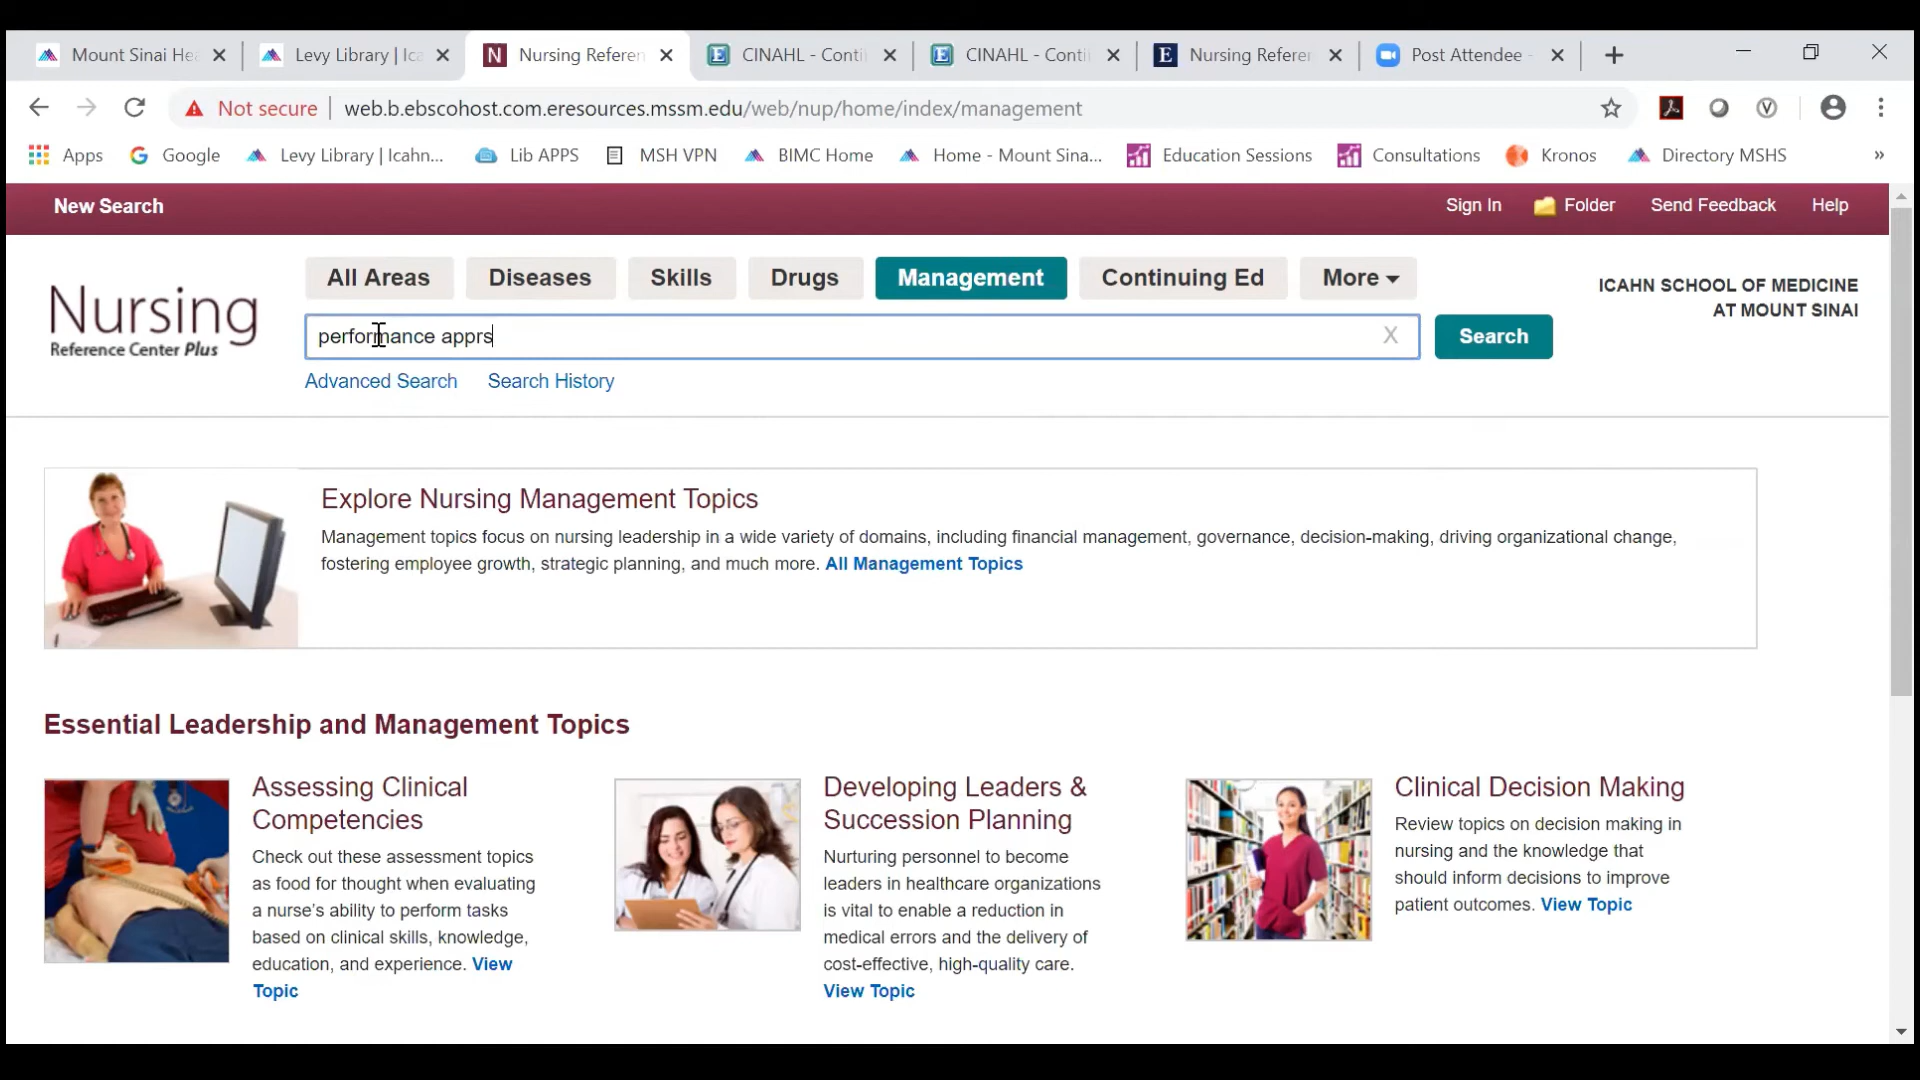 Mount Sinai He
Levy Library | Ica
Nursing Referen
CINAHL - Conti
CINAHL - Conti
Nursing Referer
Post Attendee -
Not secure | web.b.ebscohost.com.eresources.mssm.edu/web/nup/home/index/management
Apps
Google
Levy Library | Icahn...
Lib APPS
MSH VPN
BIMC Home
Home - Mount Sina...
Education Sessions
Consultations
Kronos
Directory MSHS
»
New Search
Sign In
Folder
Send Feedback
Help
Nursing
Reference Center Plus
All Areas
Diseases
Skills
Drugs
Management
Continuing Ed
More
ICAHN SCHOOL OF MEDICINE
AT MOUNT SINAI
performance apprs
X
Search
Advanced Search
Search History
Explore Nursing Management Topics
Management topics focus on nursing leadership in a wide variety of domains, including financial management, governance, decision-making, driving organizational change,
fostering employee growth, strategic planning, and much more. All Management Topics
Essential Leadership and Management Topics
Assessing Clinical
Competencies
Check out these assessment topics
as food for thought when evaluating
a nurse's ability to perform tasks
based on clinical skills, knowledge,
education, and experience. View
Topic
Developing Leaders &
Succession Planning
Nurturing personnel to become
leaders in healthcare organizations
is vital to enable a reduction in
medical errors and the delivery of
cost-effective, high-quality care.
View Topic
Clinical Decision Making
Review topics on decision making in
nursing and the knowledge that
should inform decisions to improve
patient outcomes. View Topic